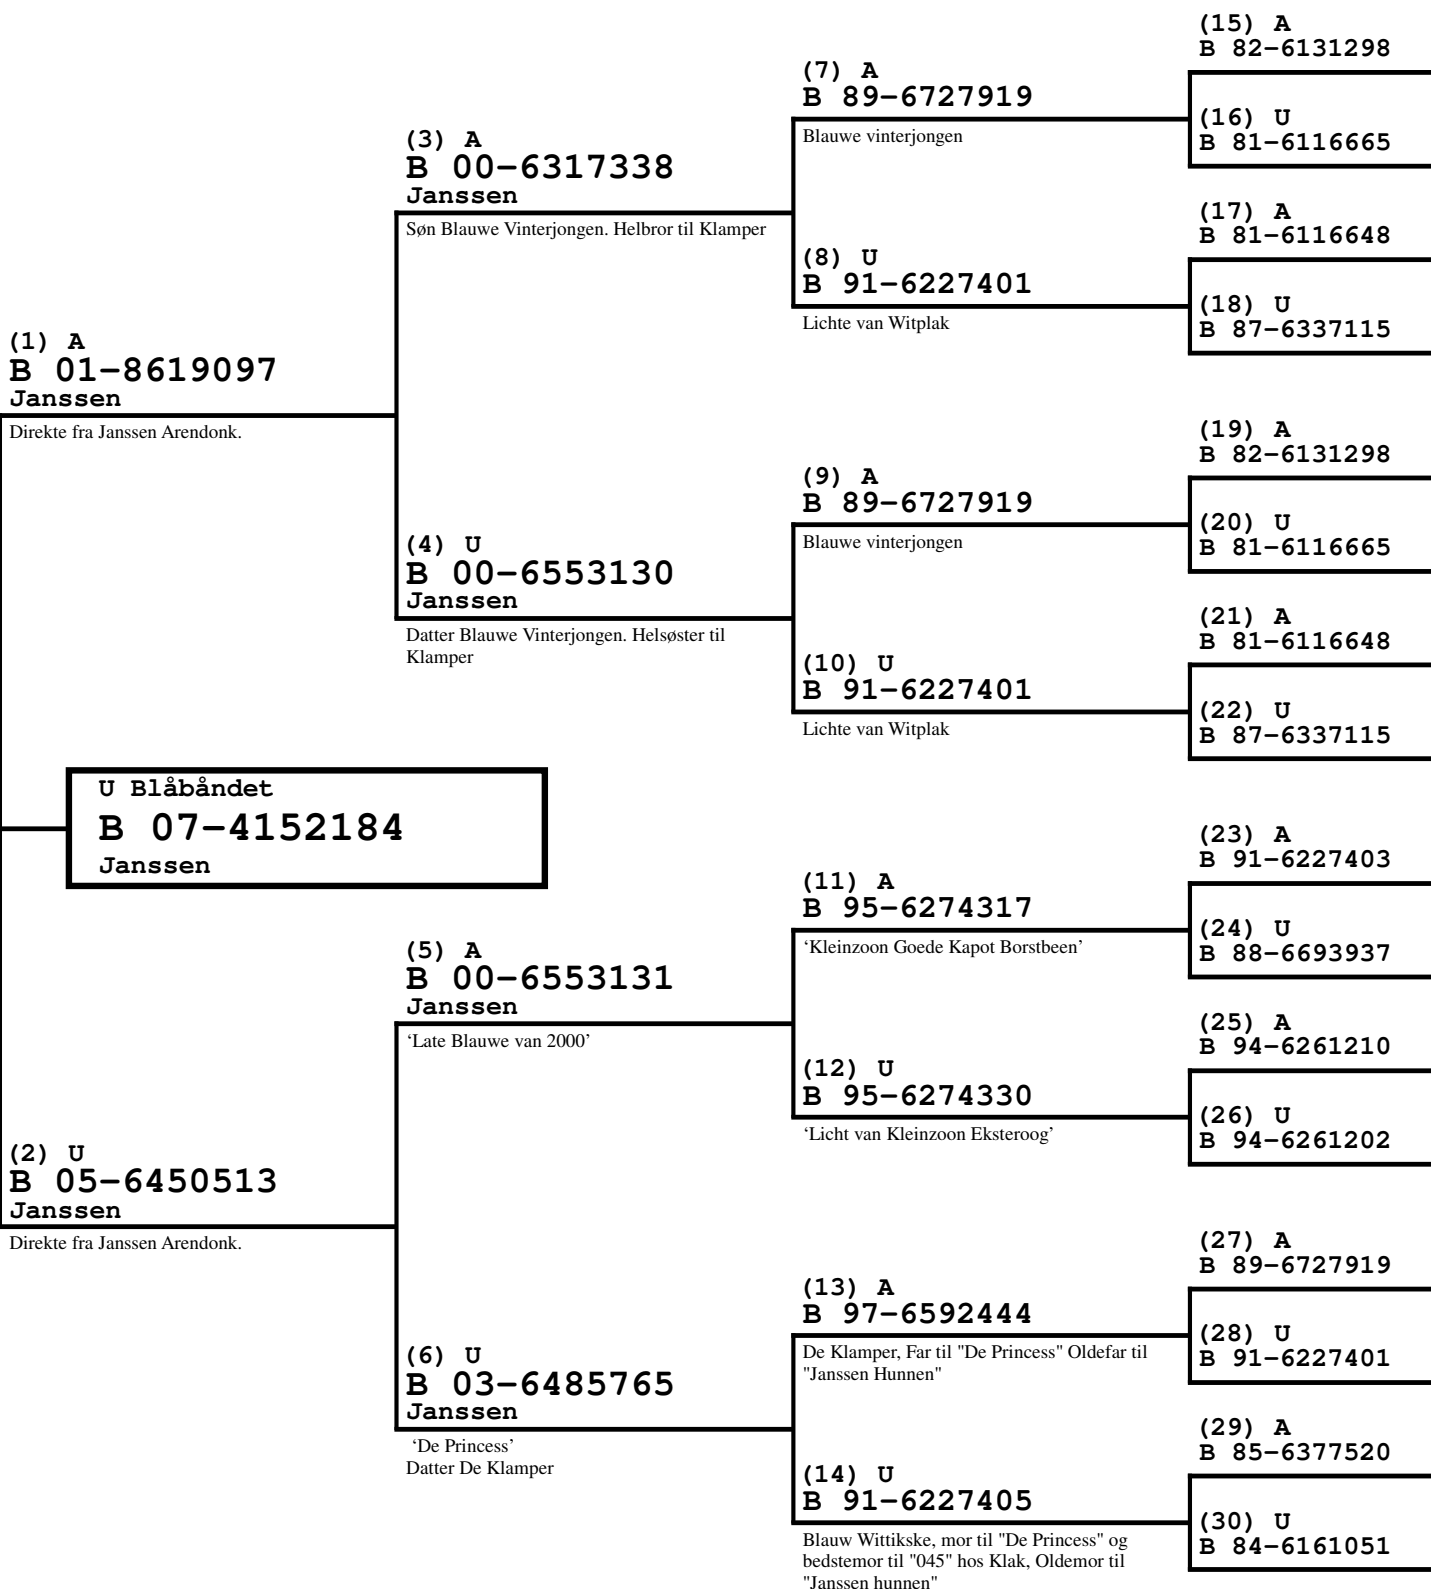 (1) A
B 01-8619097
Janssen
Direkte fra Janssen Arendonk.
U Blåbåndet
B 07-4152184
Janssen
(2) U
B 05-6450513
Janssen
Direkte fra Janssen Arendonk.
(3) A
B 00-6317338
Janssen
Søn Blauwe Vinterjongen. Helbror til Klamper
(4) U
B 00-6553130
Janssen
Datter Blauwe Vinterjongen. Helsøster til
Klamper
(5) A
B 00-6553131
Janssen
‘Late Blauwe van 2000’
(6) U
B 03-6485765
Janssen
‘De Princess’
Datter De Klamper
(7) A
B 89-6727919
Blauwe vinterjongen
(8) U
B 91-6227401
Lichte van Witplak
(9) A
B 89-6727919
Blauwe vinterjongen
(10) U
B 91-6227401
Lichte van Witplak
(11) A
B 95-6274317
‘Kleinzoon Goede Kapot Borstbeen’
(12) U
B 95-6274330
‘Licht van Kleinzoon Eksteroog’
(13) A
B 97-6592444
De Klamper, Far til "De Princess" Oldefar til
"Janssen Hunnen"
(14) U
B 91-6227405
Blauw Wittikske, mor til "De Princess" og
bedstemor til "045" hos Klak, Oldemor til
"Janssen hunnen"
(15) A
B 82-6131298
(16) U
B 81-6116665
(17) A
B 81-6116648
(18) U
B 87-6337115
(19) A
B 82-6131298
(20) U
B 81-6116665
(21) A
B 81-6116648
(22) U
B 87-6337115
(23) A
B 91-6227403
(24) U
B 88-6693937
(25) A
B 94-6261210
(26) U
B 94-6261202
(27) A
B 89-6727919
(28) U
B 91-6227401
(29) A
B 85-6377520
(30) U
B 84-6161051